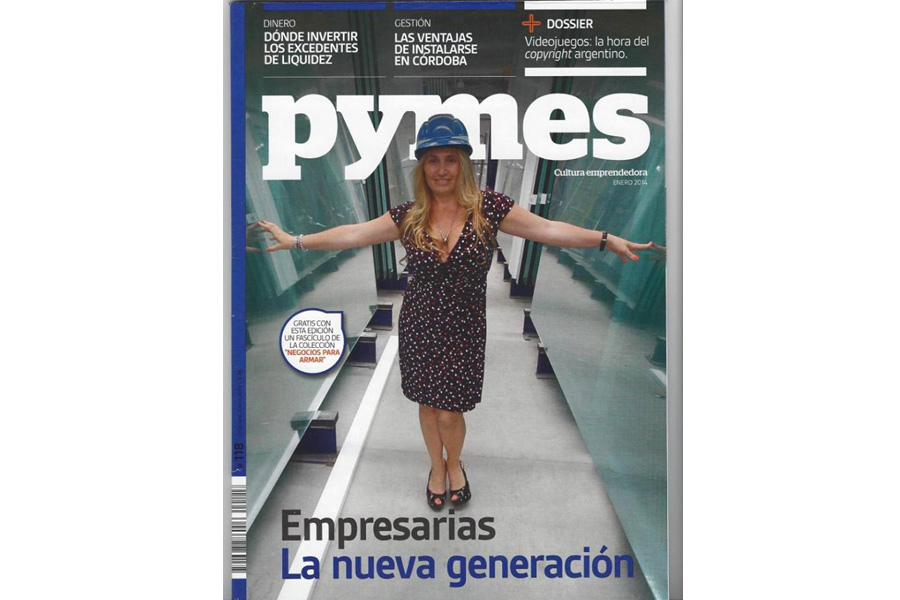 DINERO
DÓNDE INVERTIR
LOS EXCEDENTES
DE LIQUIDEZ
GESTIÓN
LAS VENTAJAS
DE INSTALARSE
EN CÓRDOBA
+ DOSSIER
Videojuegos: la hora del
copyright argentino.
pymes
Cultura emprendedora
ENERO 2014
GRATIS CON
ESTA EDICIÓN
UN FASCÍCULO DE
LA COLECCIÓN
"NEGOCIOS PARA
ARMAR"
118
Empresarias
La nueva generación